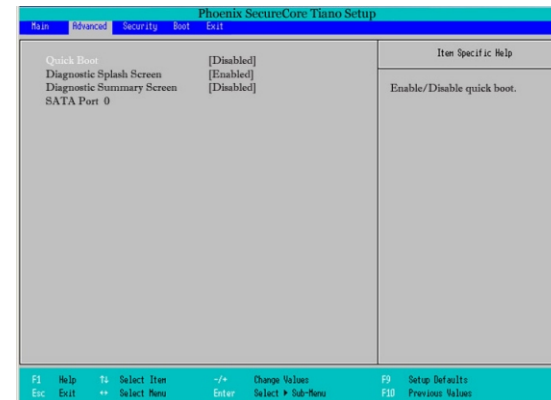 Phoenix SecureCore Tiano Setup
Main Advanced Security Boot Exit
Item Specific Help
Quick Boot [Disabled]
Diagnostic Splash Screen [Enabled]
Diagnostic Summary Screen [Disabled]
SATA Port 0
Enable/Disable quick boot.
F1 Help ↑↓ Select Item -/+ Change Values F9 Setup Defaults
Esc Exit ↔ Select Menu Enter Select ▶ Sub-Menu F10 Previous Values